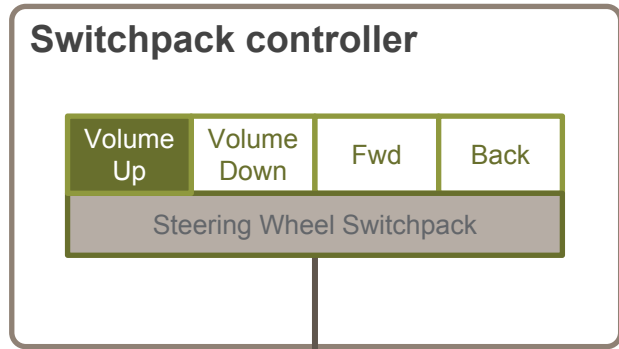 Switchpack controller
Volume Up
Volume Down
Fwd
Back
Steering Wheel Switchpack